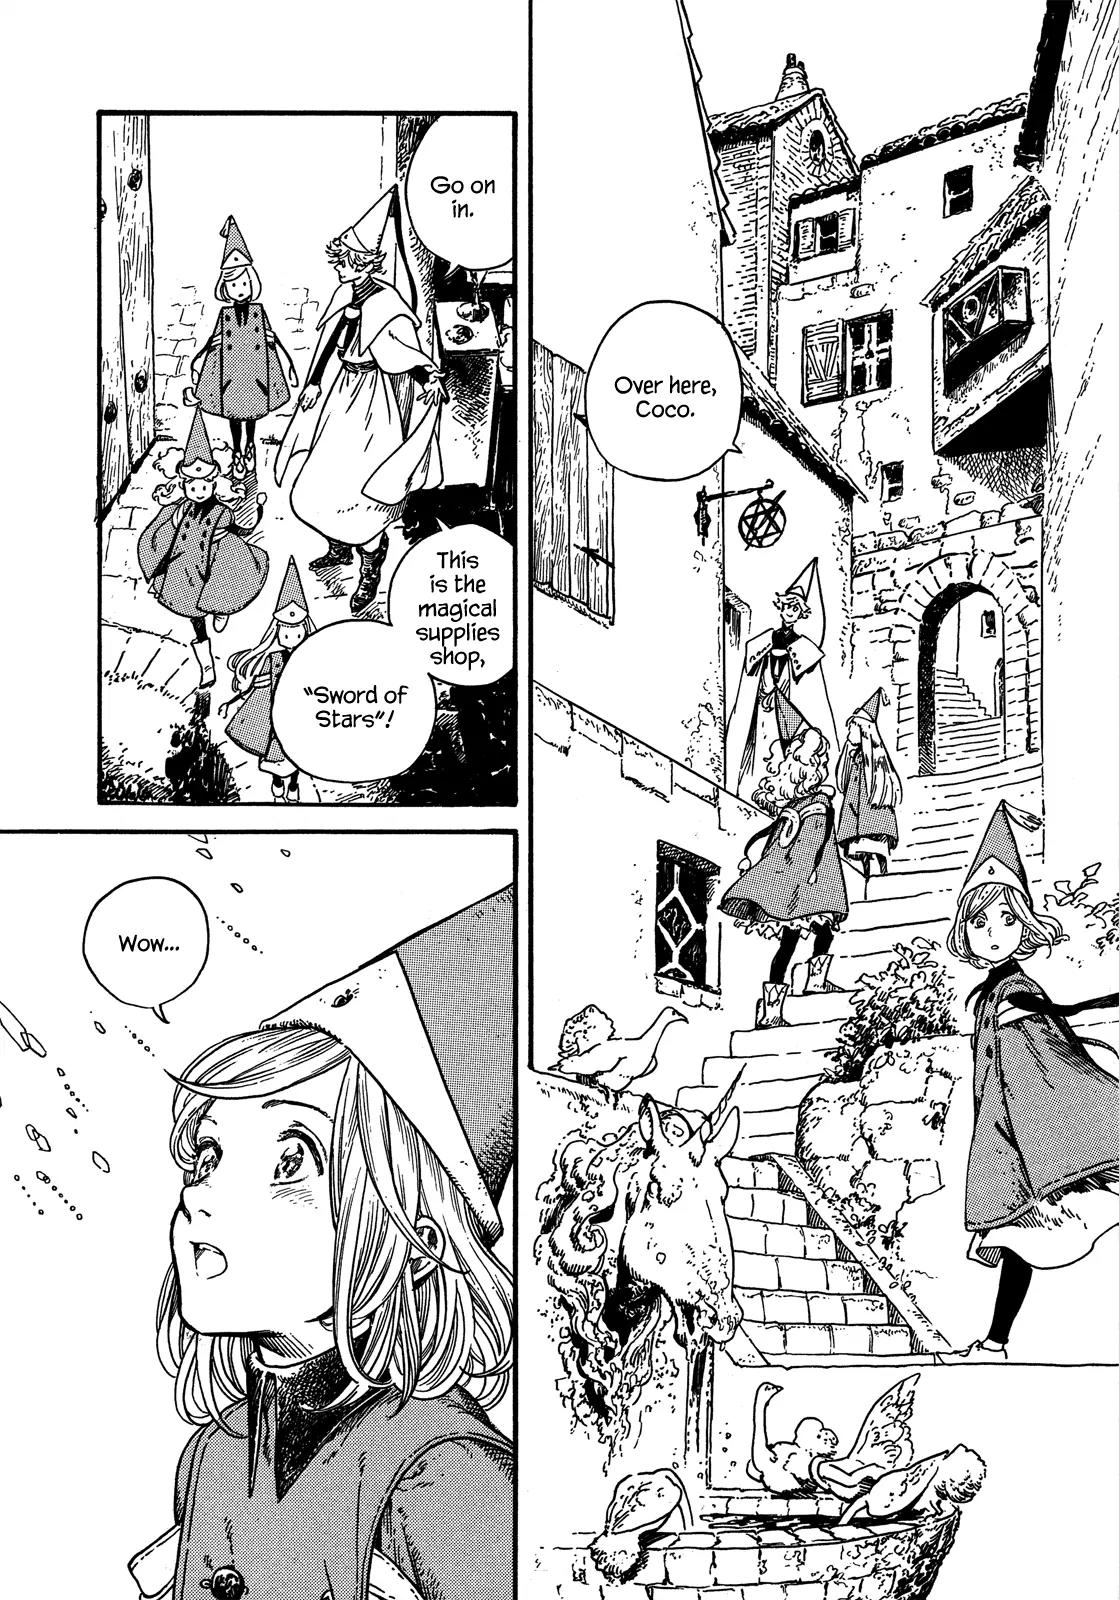 Over here,
Coco.
Go on
in.
This
is the
magical
supplies
shop,
"Sword of
Stars"!
Wow...